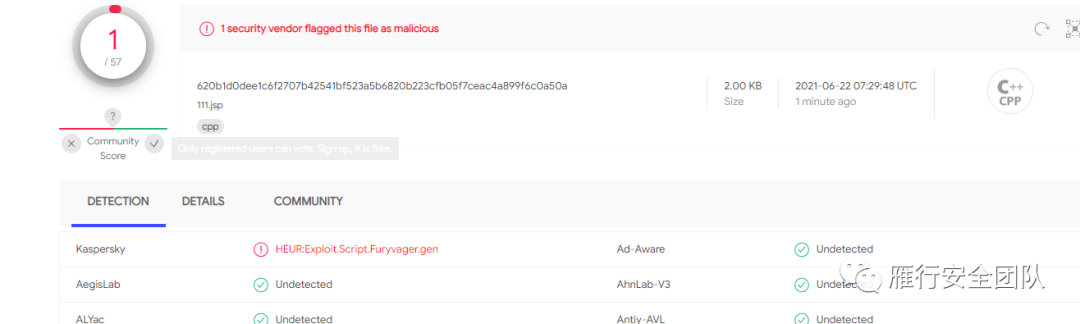 1
/ 57
1 security vendor flagged this file as malicious
620b1d0dee1c6f2707b42541bf523a5b6820b223cfb05f7ceac4a899f6c0a50a
111.jsp
cpp
2.00 KB
Size
2021-06-22 07:29:48 UTC
1 minute ago
C++
CPP
?
Community
Score
Only registered users can vote. Sign up, it is free.
DETECTION DETAILS COMMUNITY
Kaspersky HEUR:Exploit.Script.Furyvager.gen Ad-Aware Undetected
AegisLab Undetected AhnLab-V3 Undetected
ALYac Undetected Antiy-AVL Undetected
雁行安全团队